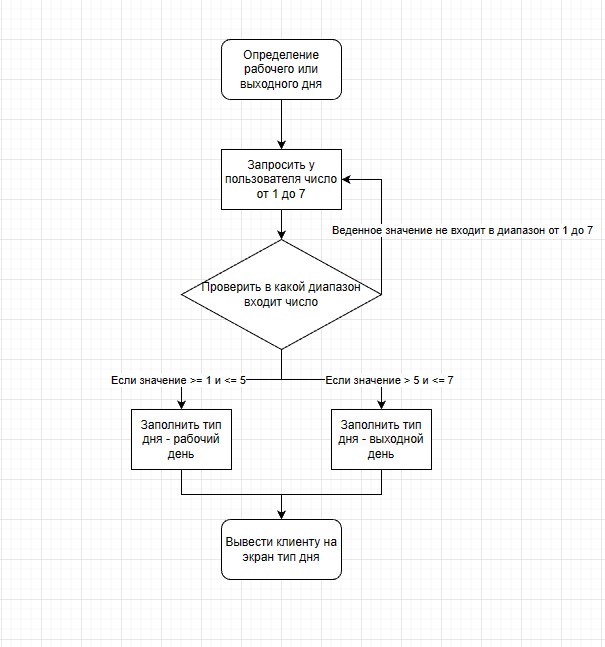 Определение
рабочего или
выходного дня
Запросить у
пользователя число
от 1 до 7
Веденное значение не входит в диапазон от 1 до 7
Проверить в какой диапазон
входит число
Если значение >= 1 и <= 5
Если значение > 5 и <= 7
Заполнить тип
дня - рабочий
день
Заполнить тип
дня - выходной
день
Вывести клиенту на
экран тип дня